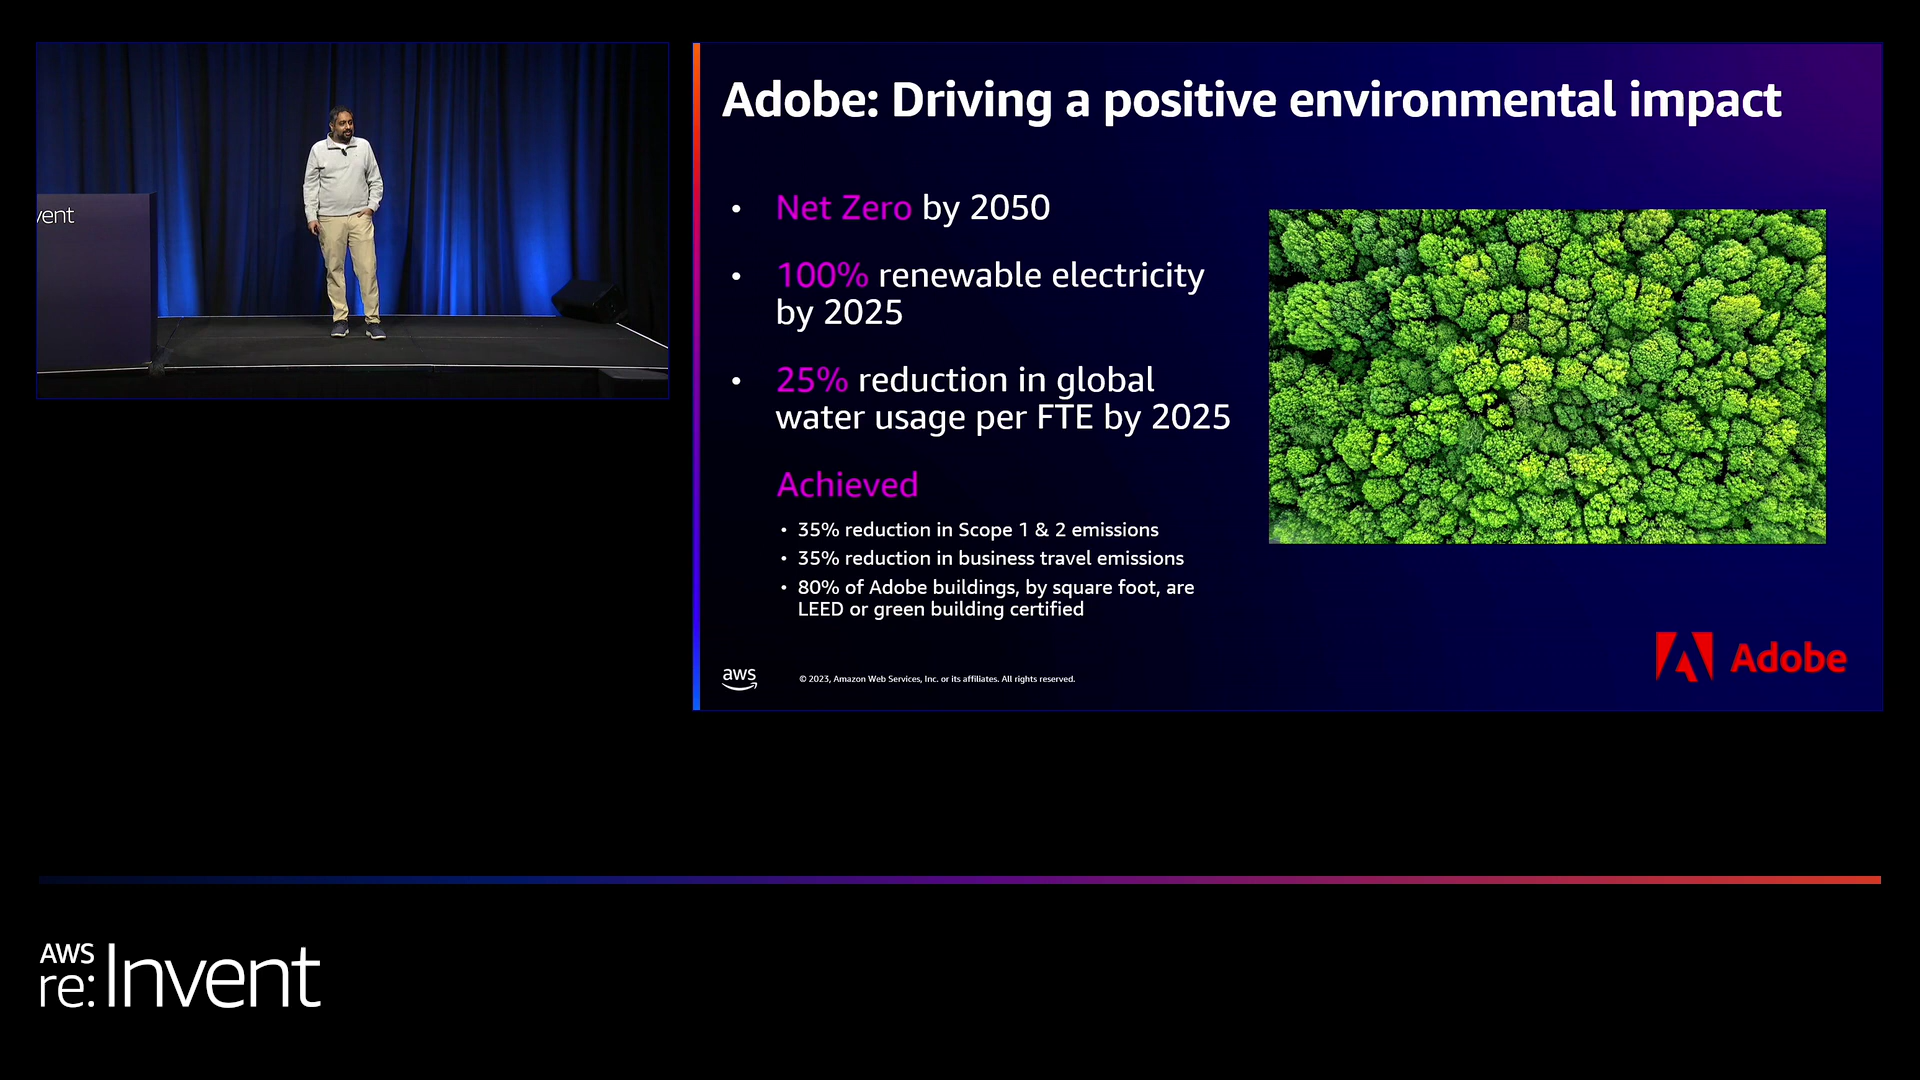 vent
Adobe: Driving a positive environmental impact
• Net Zero by 2050
• 100% renewable electricity
by 2025
• 25% reduction in global
water usage per FTE by 2025
Achieved
• 35% reduction in Scope 1 & 2 emissions
• 35% reduction in business travel emissions
• 80% of Adobe buildings, by square foot, are
LEED or green building certified
aws
© 2023, Amazon Web Services, Inc. or its affiliates. All rights reserved.
Adobe
AWS
re:Invent